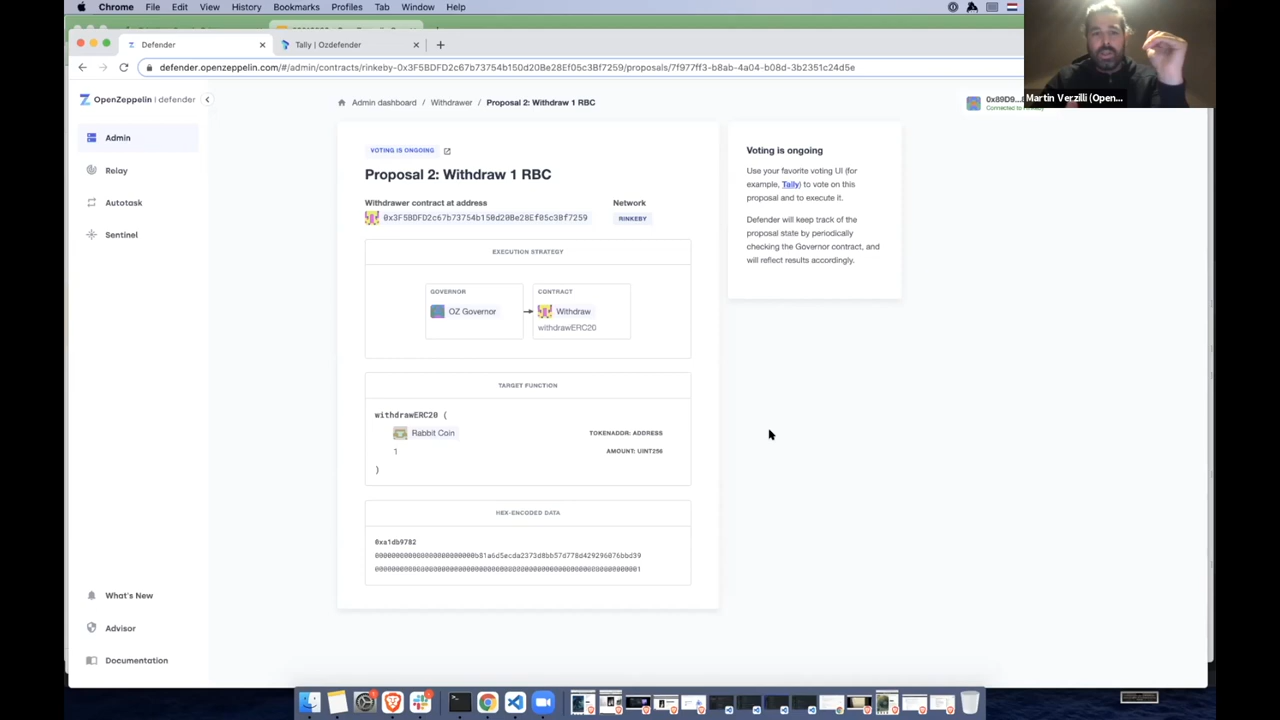 Chrome File Edit View History Bookmarks Profiles Tab Window Help
Defender
Tally | Ozdefender
defender.openzeppelin.com/#/admin/contracts/rinkeby-0x3F5BDFD2c67b73754b150d20Be28Ef05c3Bf7259/proposals/7f977ff3-b8ab-4a04-b08d-3b2351c24d5e
Martin Verzilli (Open...
OpenZeppelin | defender
Admin dashboard Withdrawer Proposal 2: Withdraw 1 RBC
0x89D9...
Admin
Relay
Autotask
Sentinel
VOTING IS ONGOING
Proposal 2: Withdraw 1 RBC
Withdrawer contract at address
Network
0x3F5BDFD2c67b73754b150d20Be28Ef05c3Bf7259
RINKEBY
EXECUTION STRATEGY
GOVERNOR
OZ Governor
CONTRACT
Withdraw
withdrawERC20
TARGET FUNCTION
withdrawERC20 (
Rabbit Coin
TOKENADDR: ADDRESS
1
AMOUNT: UINT256
)
HEX-ENCODED DATA
0xa1db9782
000000000000000000000000b81a6d5ecda2373d8bb57d778d429296076bbd39
0000000000000000000000000000000000000000000000000000000000000001
Voting is ongoing
Use your favorite voting UI (for
example, Tally) to vote on this
proposal and to execute it.
Defender will keep track of the
proposal state by periodically
checking the Governor contract, and
will reflect results accordingly.
What's New
Advisor
Documentation